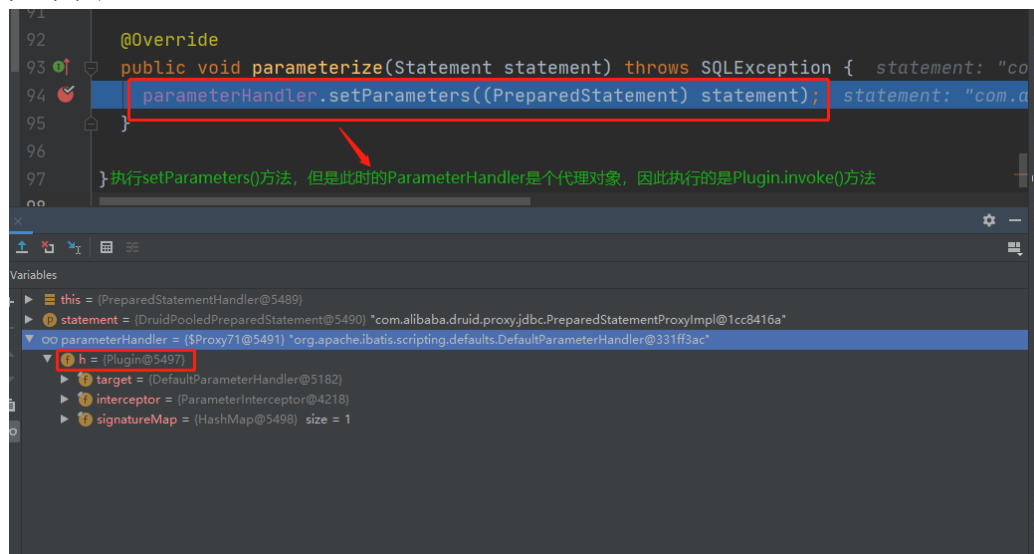 91
92 @Override
93 public void parameterize(Statement statement) throws SQLException { statement: "co
94 parameterHandler.setParameters((PreparedStatement) statement); statement: "com.a
95 }
96
97 }执行setParameters()方法，但是此时的ParameterHandler是个代理对象，因此执行的是Plugin.invoke()方法
98
Variables
this = {PreparedStatementHandler@5489}
statement = {DruidPooledPreparedStatement@5490} "com.alibaba.druid.proxy.jdbc.PreparedStatementProxyImpl@1cc8416a"
parameterHandler = {$Proxy71@5491} "org.apache.ibatis.scripting.defaults.DefaultParameterHandler@331ff3ac"
h = {Plugin@5497}
target = {DefaultParameterHandler@5182}
interceptor = {ParameterInterceptor@4218}
signatureMap = {HashMap@5498} size = 1